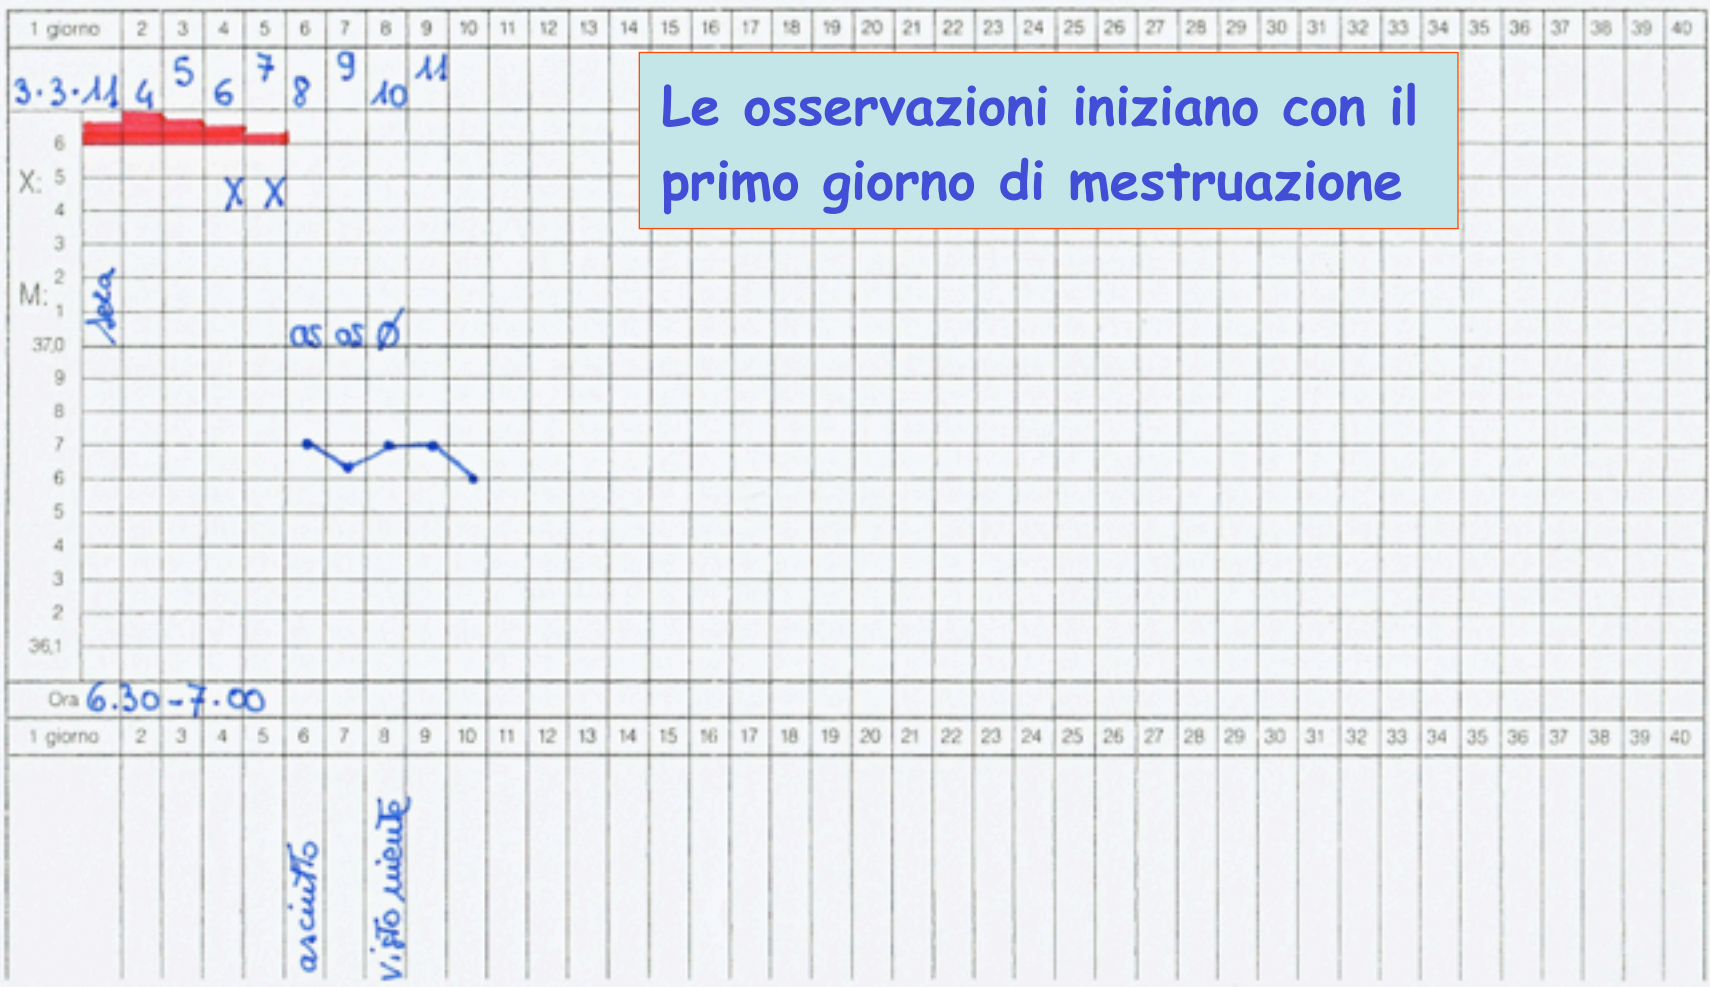 1 giorno 2 3 4 5 6 7 8 9 10 11 12 13 14 15 16 17 18 19 20 21 22 23 24 25 26 27 28 29 30 31 32 33 34 35 36 37 38 39 40
3.3.11 4 5 6 7 8 9 10 11
Le osservazioni iniziano con il
primo giorno di mestruazione
6
X: 5
X X
4
3
2
M:
1
sera
as as Ø
37,0
9
8
7
6
5
4
3
2
36,1
Ora 6.30-7.00
1 giorno 2 3 4 5 6 7 8 9 10 11 12 13 14 15 16 17 18 19 20 21 22 23 24 25 26 27 28 29 30 31 32 33 34 35 36 37 38 39 40
asciutto
visto niente